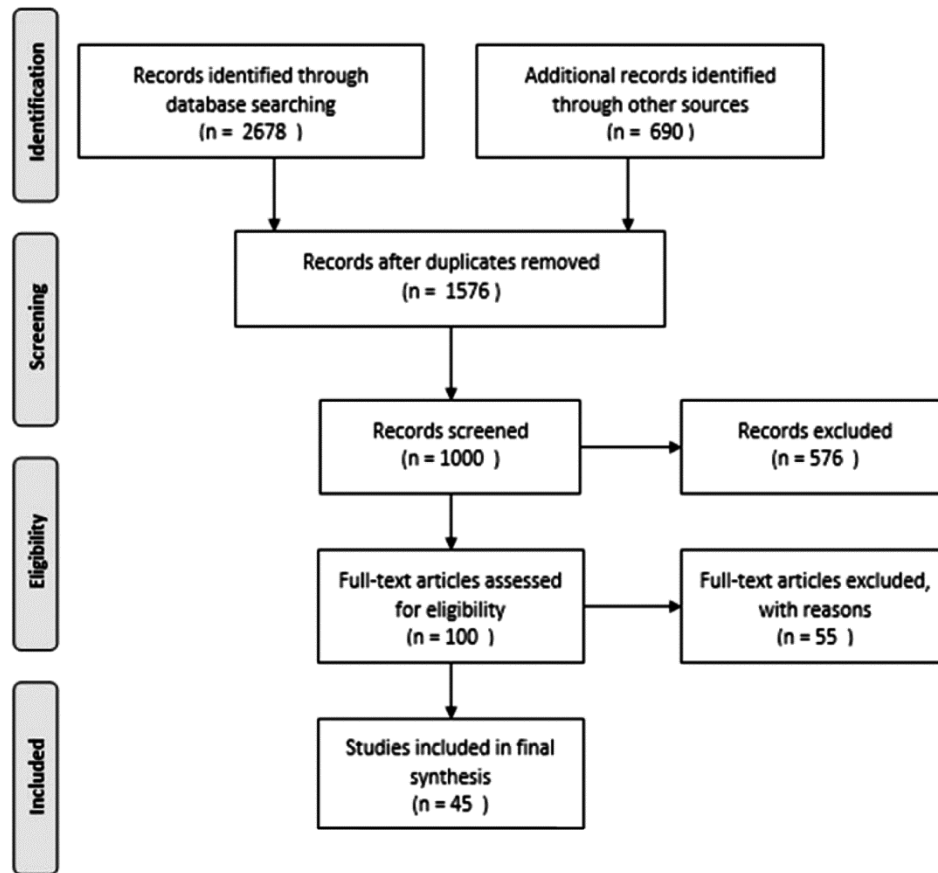 Identification
Records identified through
database searching
(n = 2678 )
Additional records identified
through other sources
(n = 690 )
Screening
Records after duplicates removed
(n = 1576 )
Records screened
(n = 1000 )
Records excluded
(n = 576 )
Eligibility
Full-text articles assessed
for eligibility
(n = 100 )
Full-text articles excluded,
with reasons
(n = 55 )
Included
Studies included in final
synthesis
(n = 45 )